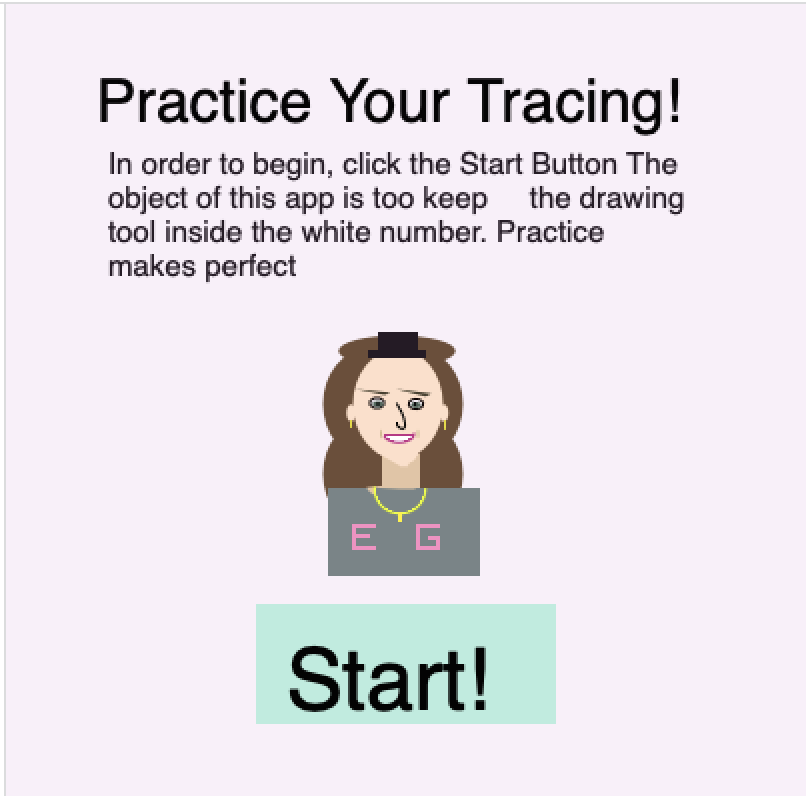 Practice Your Tracing!
In order to begin, click the Start Button The
object of this app is too keep the drawing
tool inside the white number. Practice
makes perfect
E G
Start!